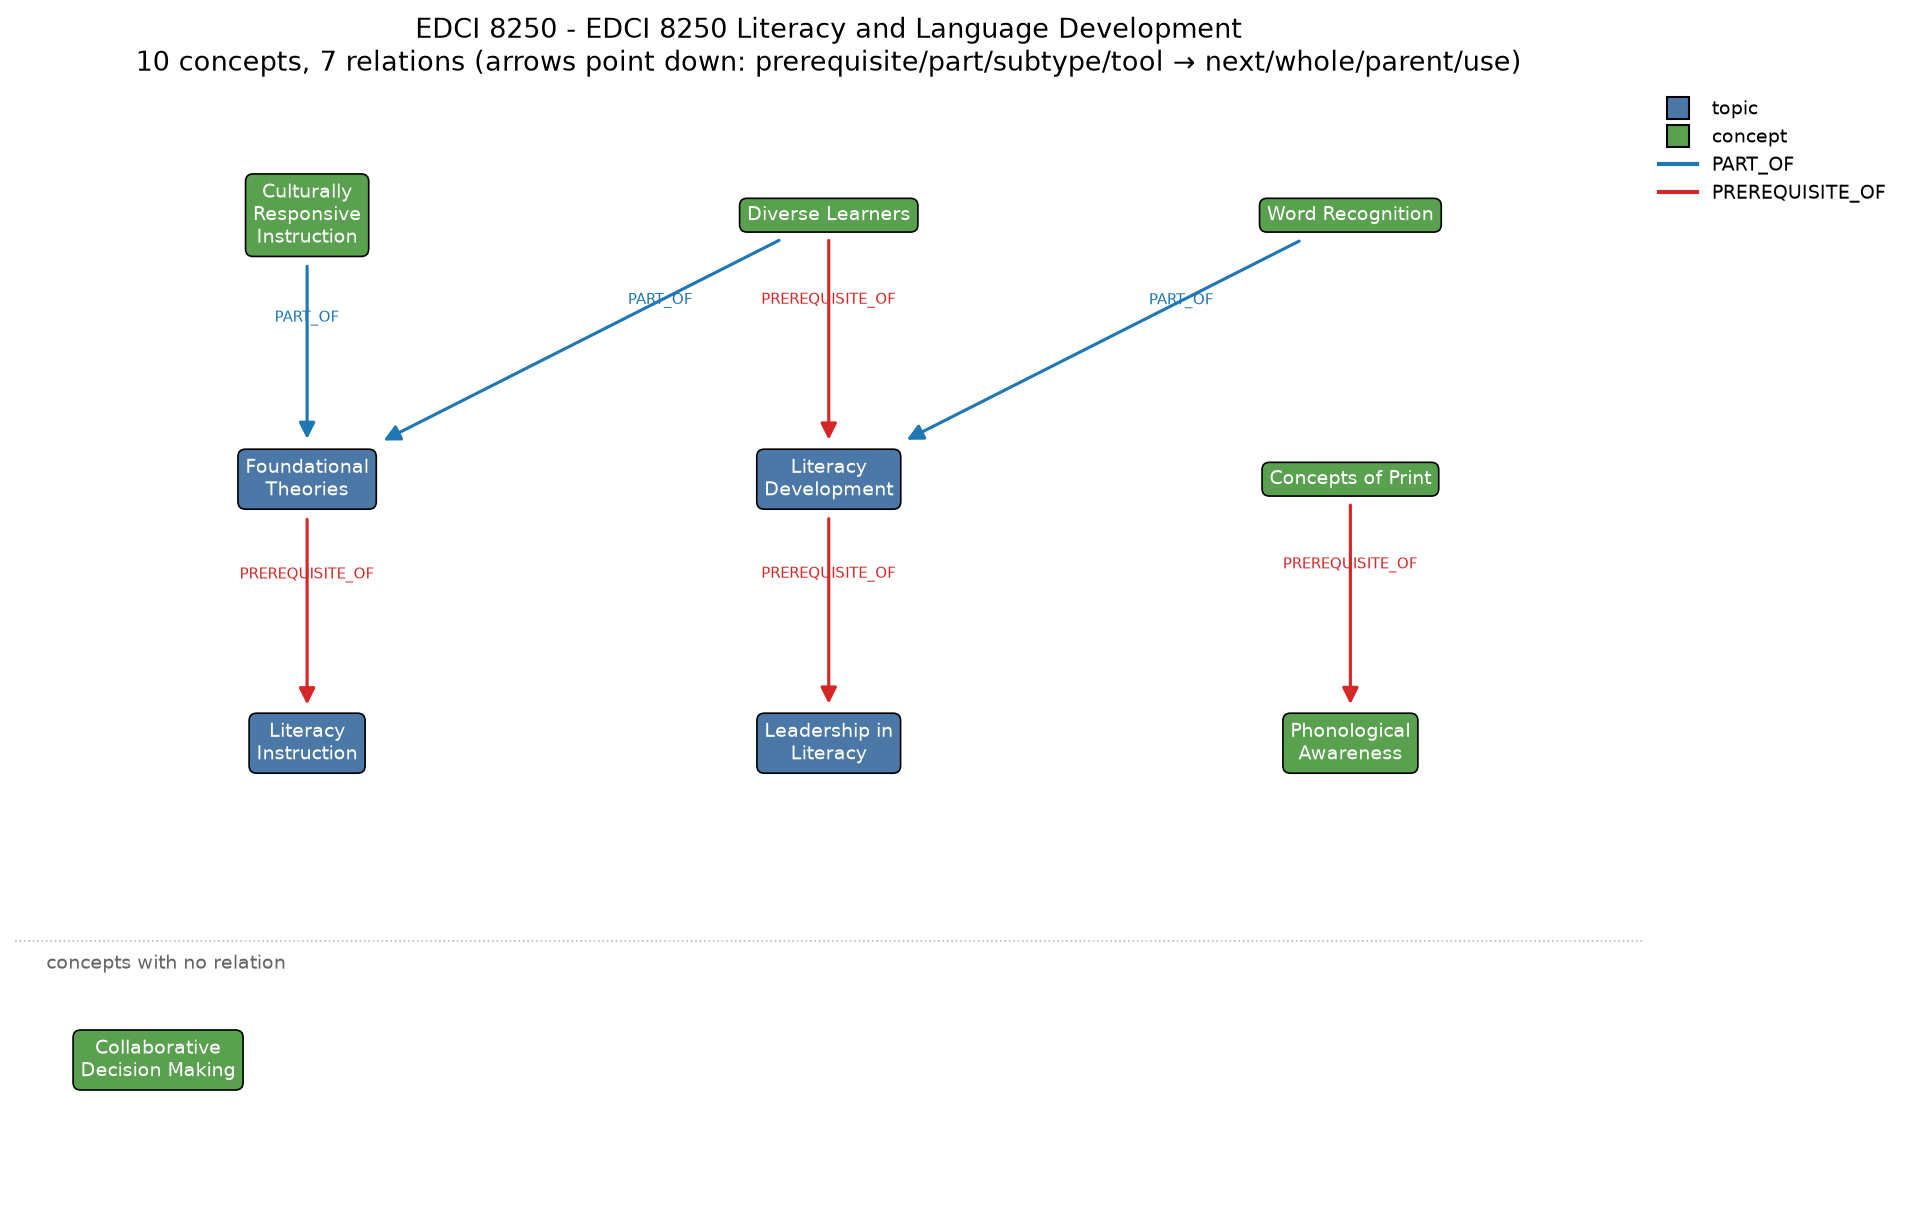 EDCI 8250 - EDCI 8250 Literacy and Language Development
10 concepts, 7 relations (arrows point down: prerequisite/part/subtype/tool → next/whole/parent/use)
topic
concept
PART_OF
PREREQUISITE_OF
Culturally
Responsive
Instruction
Diverse Learners
Word Recognition
PART_OF
PART_OF
PREREQUISITE_OF
PART_OF
Foundational
Theories
Literacy
Development
Concepts of Print
PREREQUISITE_OF
PREREQUISITE_OF
PREREQUISITE_OF
Literacy
Instruction
Leadership in
Literacy
Phonological
Awareness
concepts with no relation
Collaborative
Decision Making